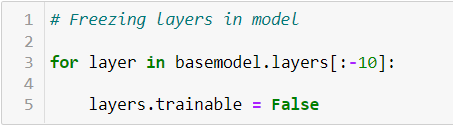 1 # Freezing layers in model
2
3 for layer in basemodel.layers[:-10]:
4
5     layers.trainable = False